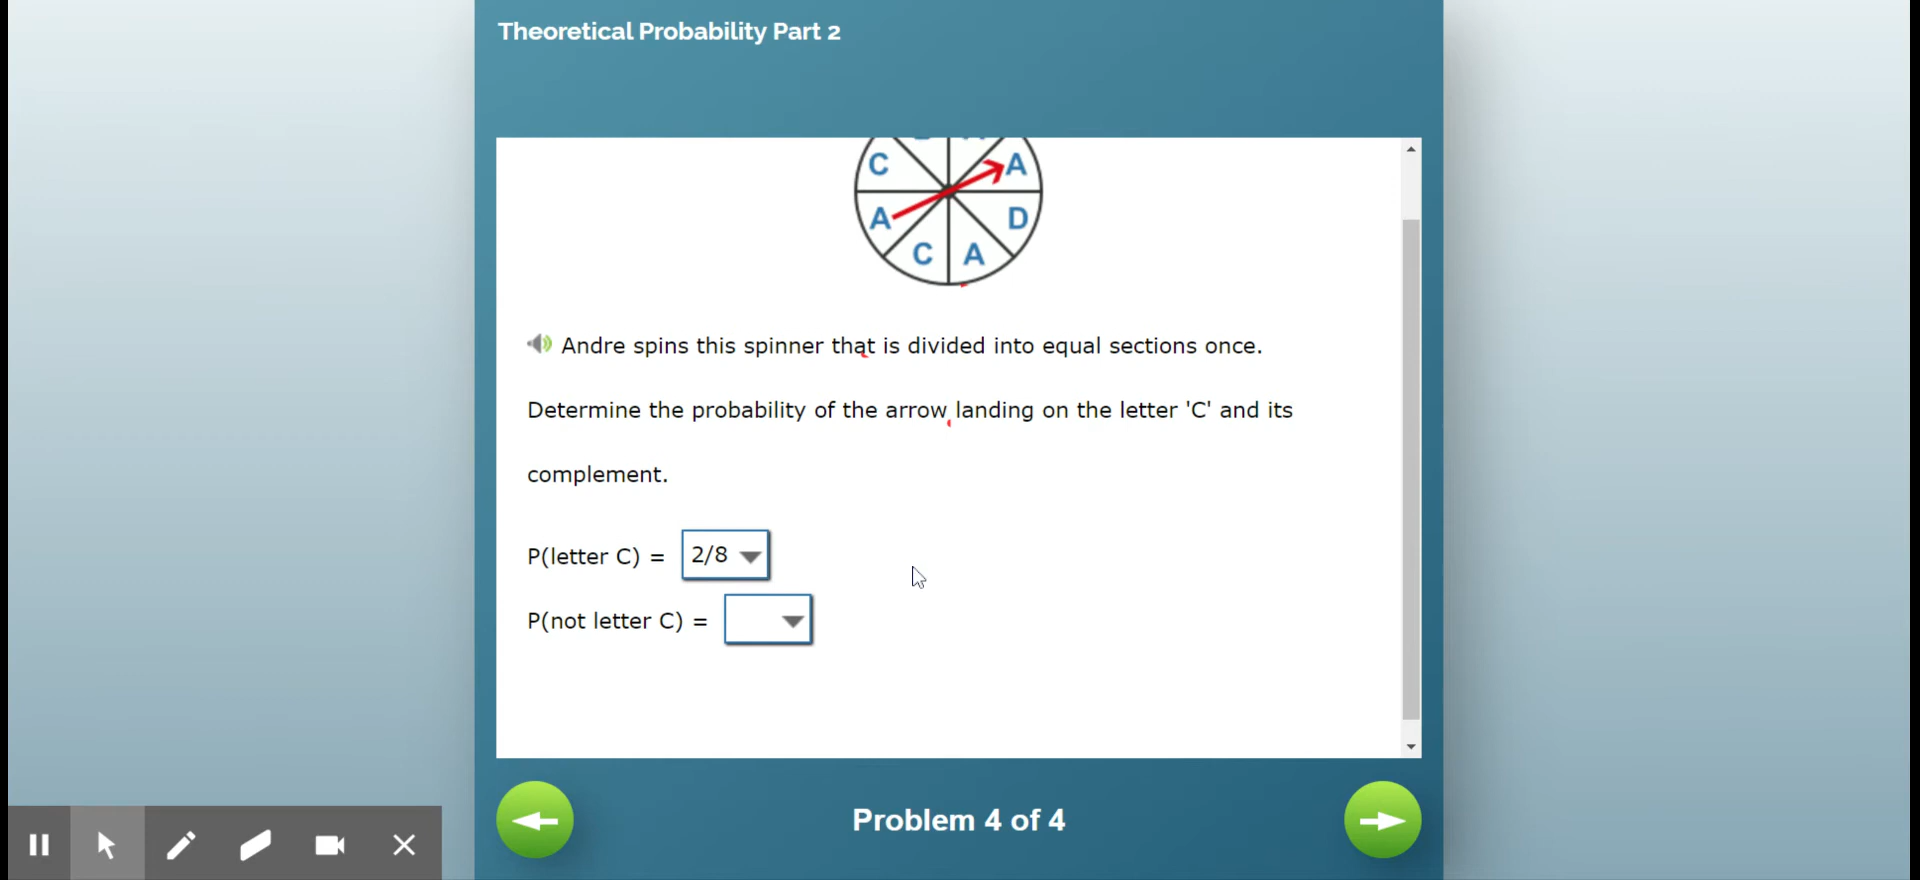 Theoretical Probability Part 2
C
A
A
D
C
A
Andre spins this spinner that is divided into equal sections once.
Determine the probability of the arrow landing on the letter 'C' and its
complement.
P(letter C) = 2/8
P(not letter C) =
Problem 4 of 4